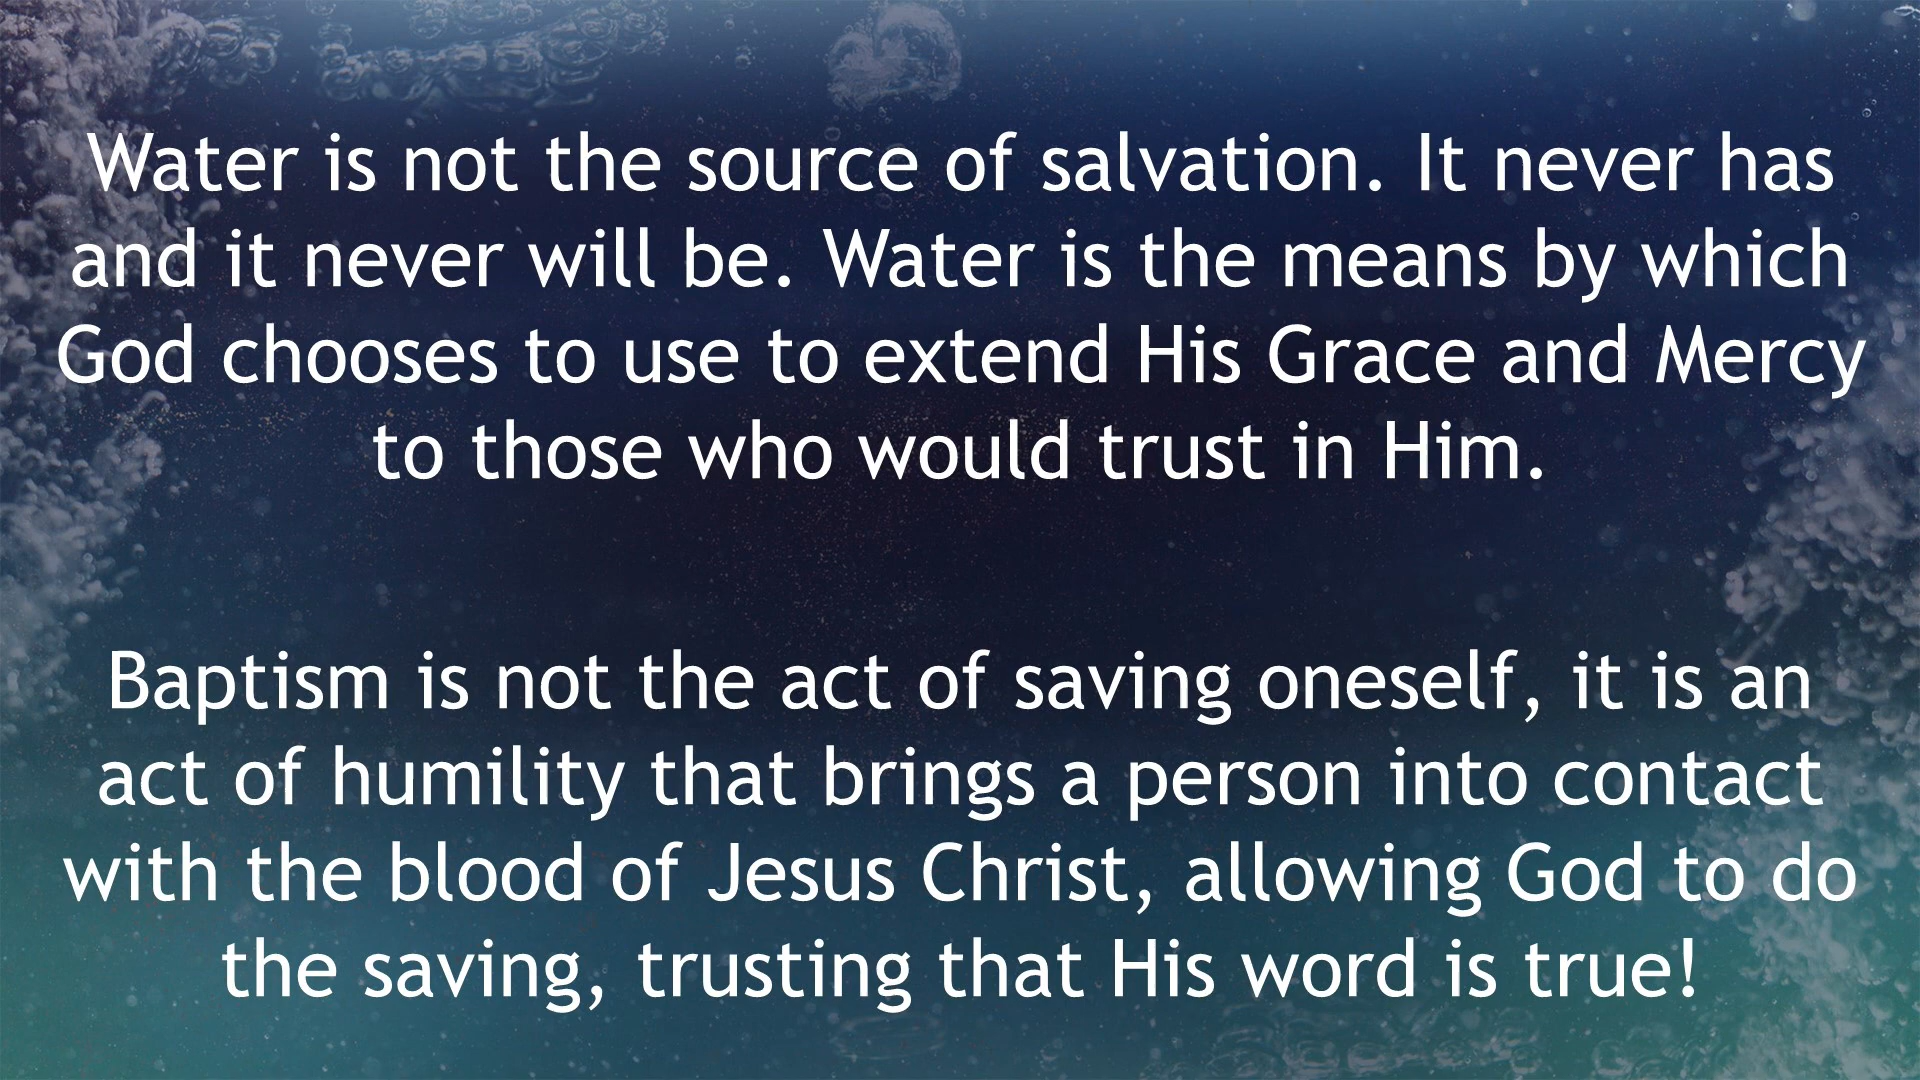 Water is not the source of salvation. It never has
and it never will be. Water is the means by which
God chooses to use to extend His Grace and Mercy
to those who would trust in Him.
Baptism is not the act of saving oneself, it is an
act of humility that brings a person into contact
with the blood of Jesus Christ, allowing God to do
the saving, trusting that His word is true!